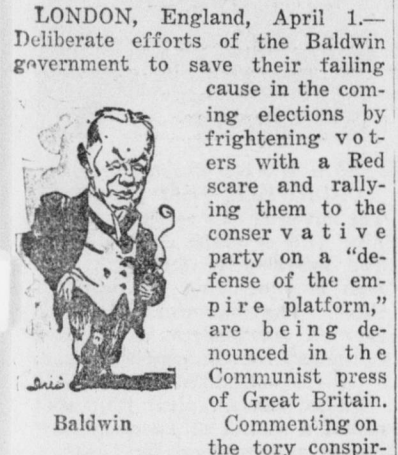 LONDON, England, April 1.—
Deliberate efforts of the Baldwin
government to save their failing
cause in the com-
ing elections by
frightening vot-
ers with a Red
scare and rally-
ing them to the
conservative
party on a "de-
fense of the em-
pire platform,"
are being de-
nounced in the
Communist press
of Great Britain.
Commenting on
the tory conspir-
Baldwin